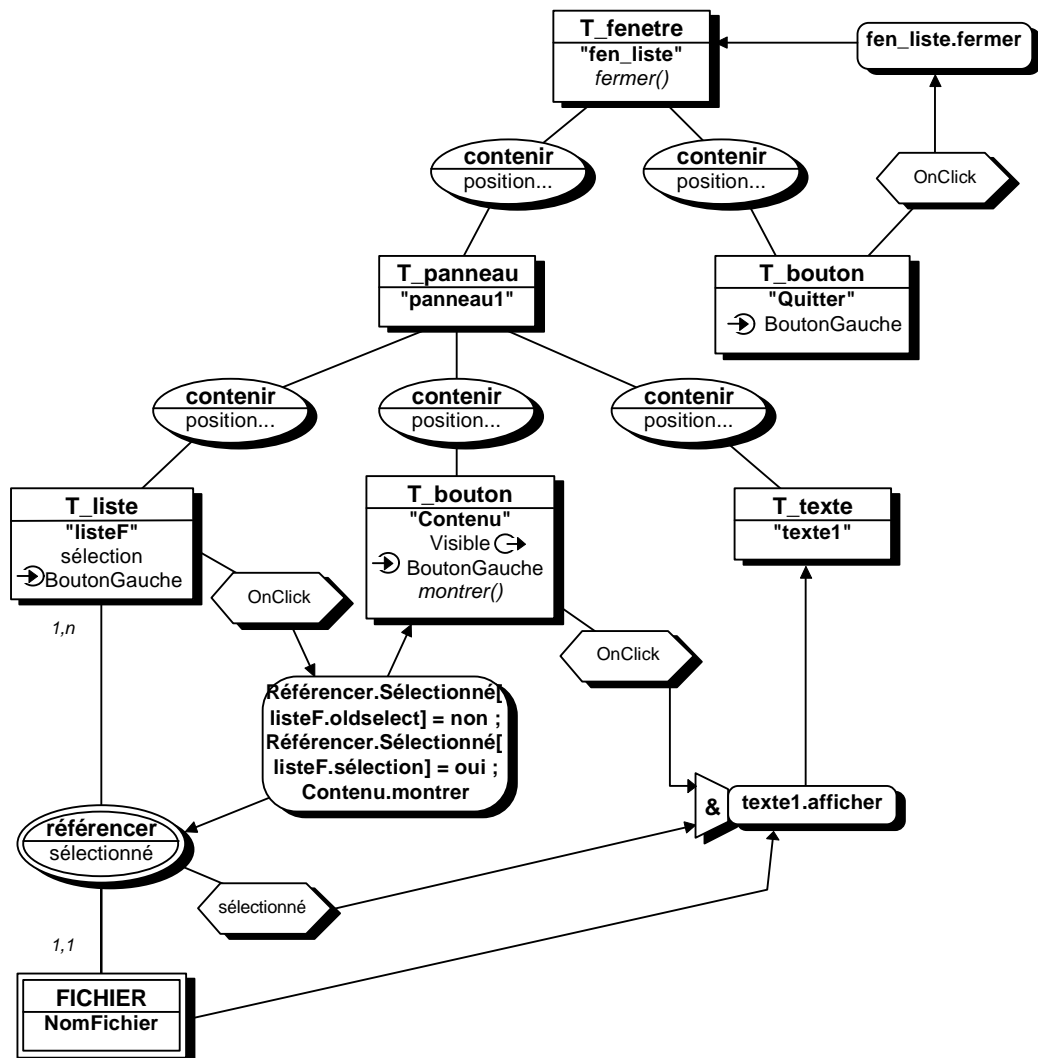 T_fenetre
"fen_liste"
fermer()
fen_liste.fermer
contenir
position...
contenir
position...
OnClick
T_panneau
"panneau1"
T_bouton
"Quitter"
BoutonGauche
contenir
position...
contenir
position...
contenir
position...
T_liste
"listeF"
sélection
BoutonGauche
T_bouton
"Contenu"
Visible
BoutonGauche
montrer()
T_texte
"texte1"
OnClick
1,n
OnClick
Référencer.Sélectionné[
listeF.oldselect] = non ;
Référencer.Sélectionné[
listeF.sélection] = oui ;
Contenu.montrer
&
texte1.afficher
référencer
sélectionné
sélectionné
1,1
FICHIER
NomFichier